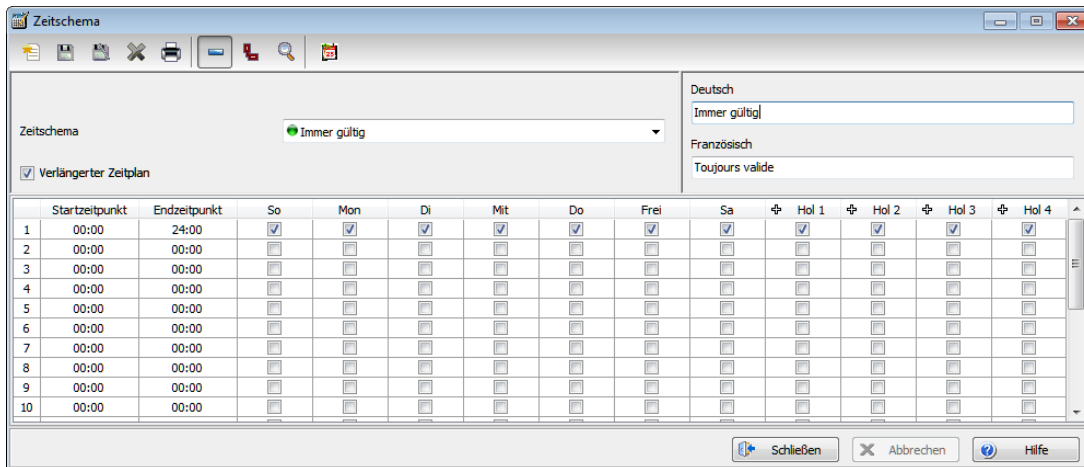 Zeitschema
Deutsch
Immer gültig
Zeitschema
Immer gültig
Französisch
Verlängerter Zeitplan
Toujours valide
Startzeitpunkt Endzeitpunkt So Mon Di Mit Do Frei Sa Hol 1 Hol 2 Hol 3 Hol 4
1 00:00 24:00
2 00:00 00:00
3 00:00 00:00
4 00:00 00:00
5 00:00 00:00
6 00:00 00:00
7 00:00 00:00
8 00:00 00:00
9 00:00 00:00
10 00:00 00:00
Schließen Abbrechen Hilfe